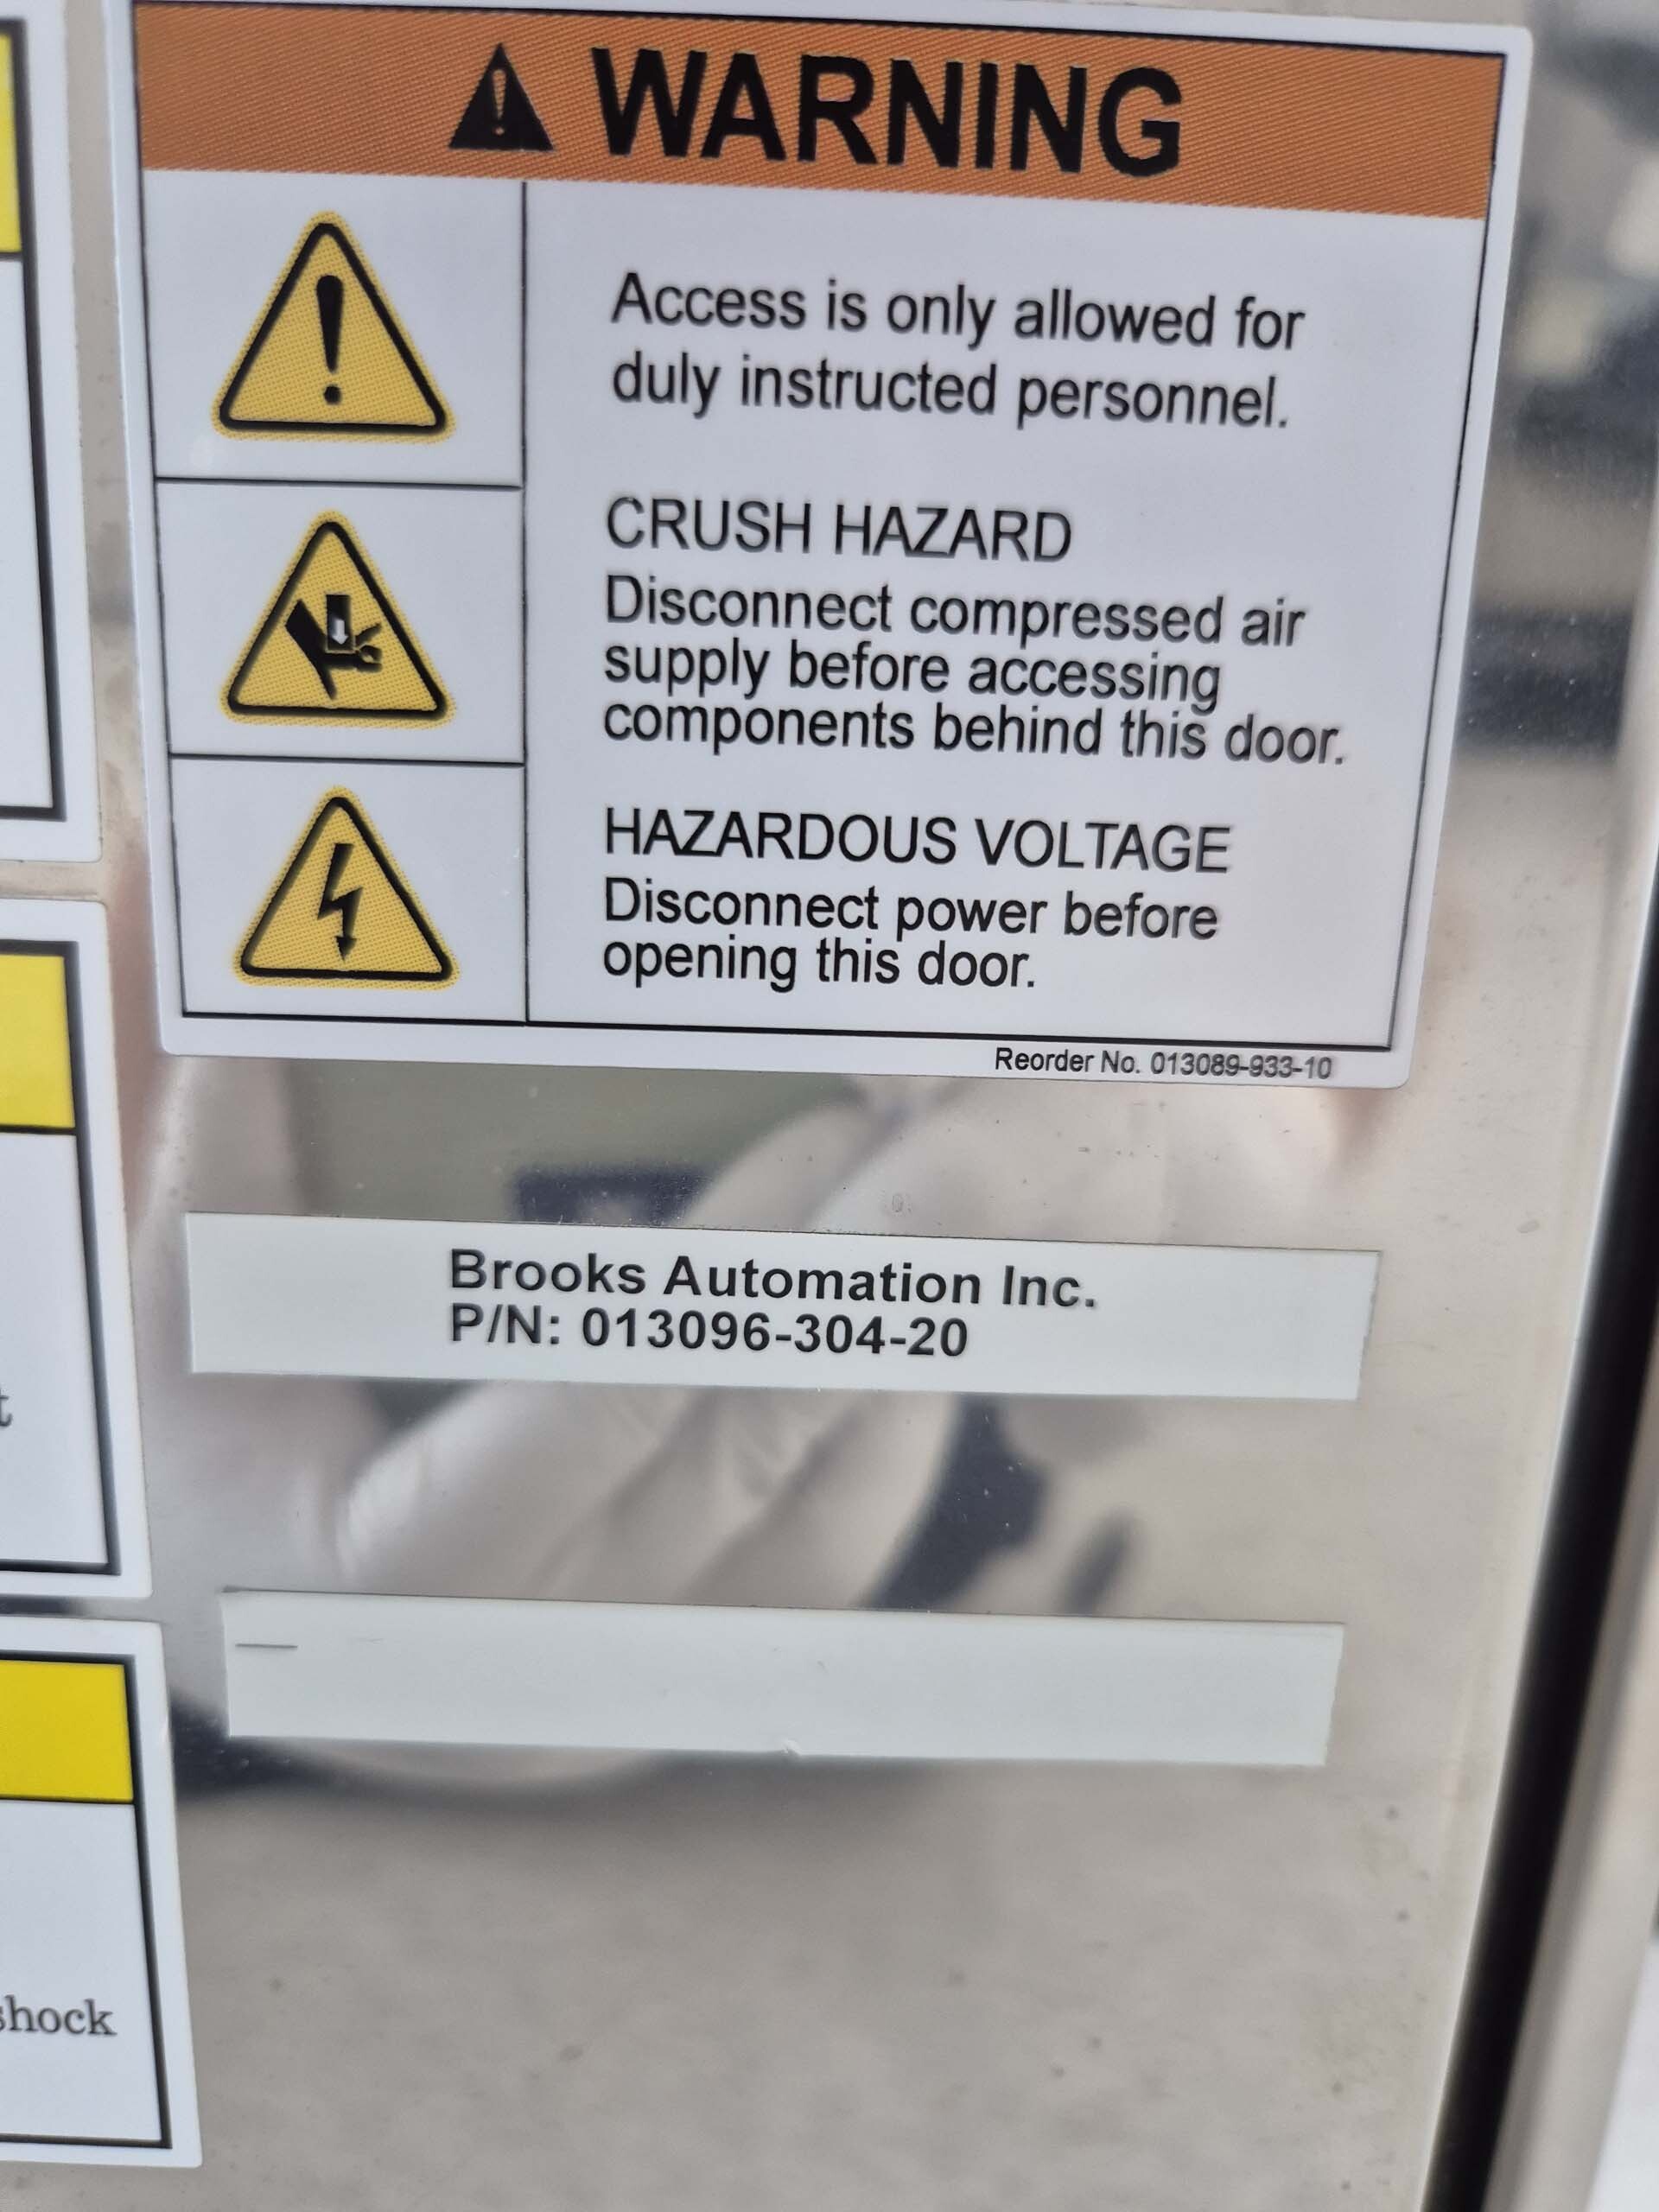 WARNING
Access is only allowed for
duly instructed personnel.
CRUSH HAZARD
Disconnect compressed air
supply before accessing
components behind this door.
HAZARDOUS VOLTAGE
Disconnect power before
opening this door.
Reorder No. 013089-933-10
Brooks Automation Inc.
P/N: 013096-304-20
shock